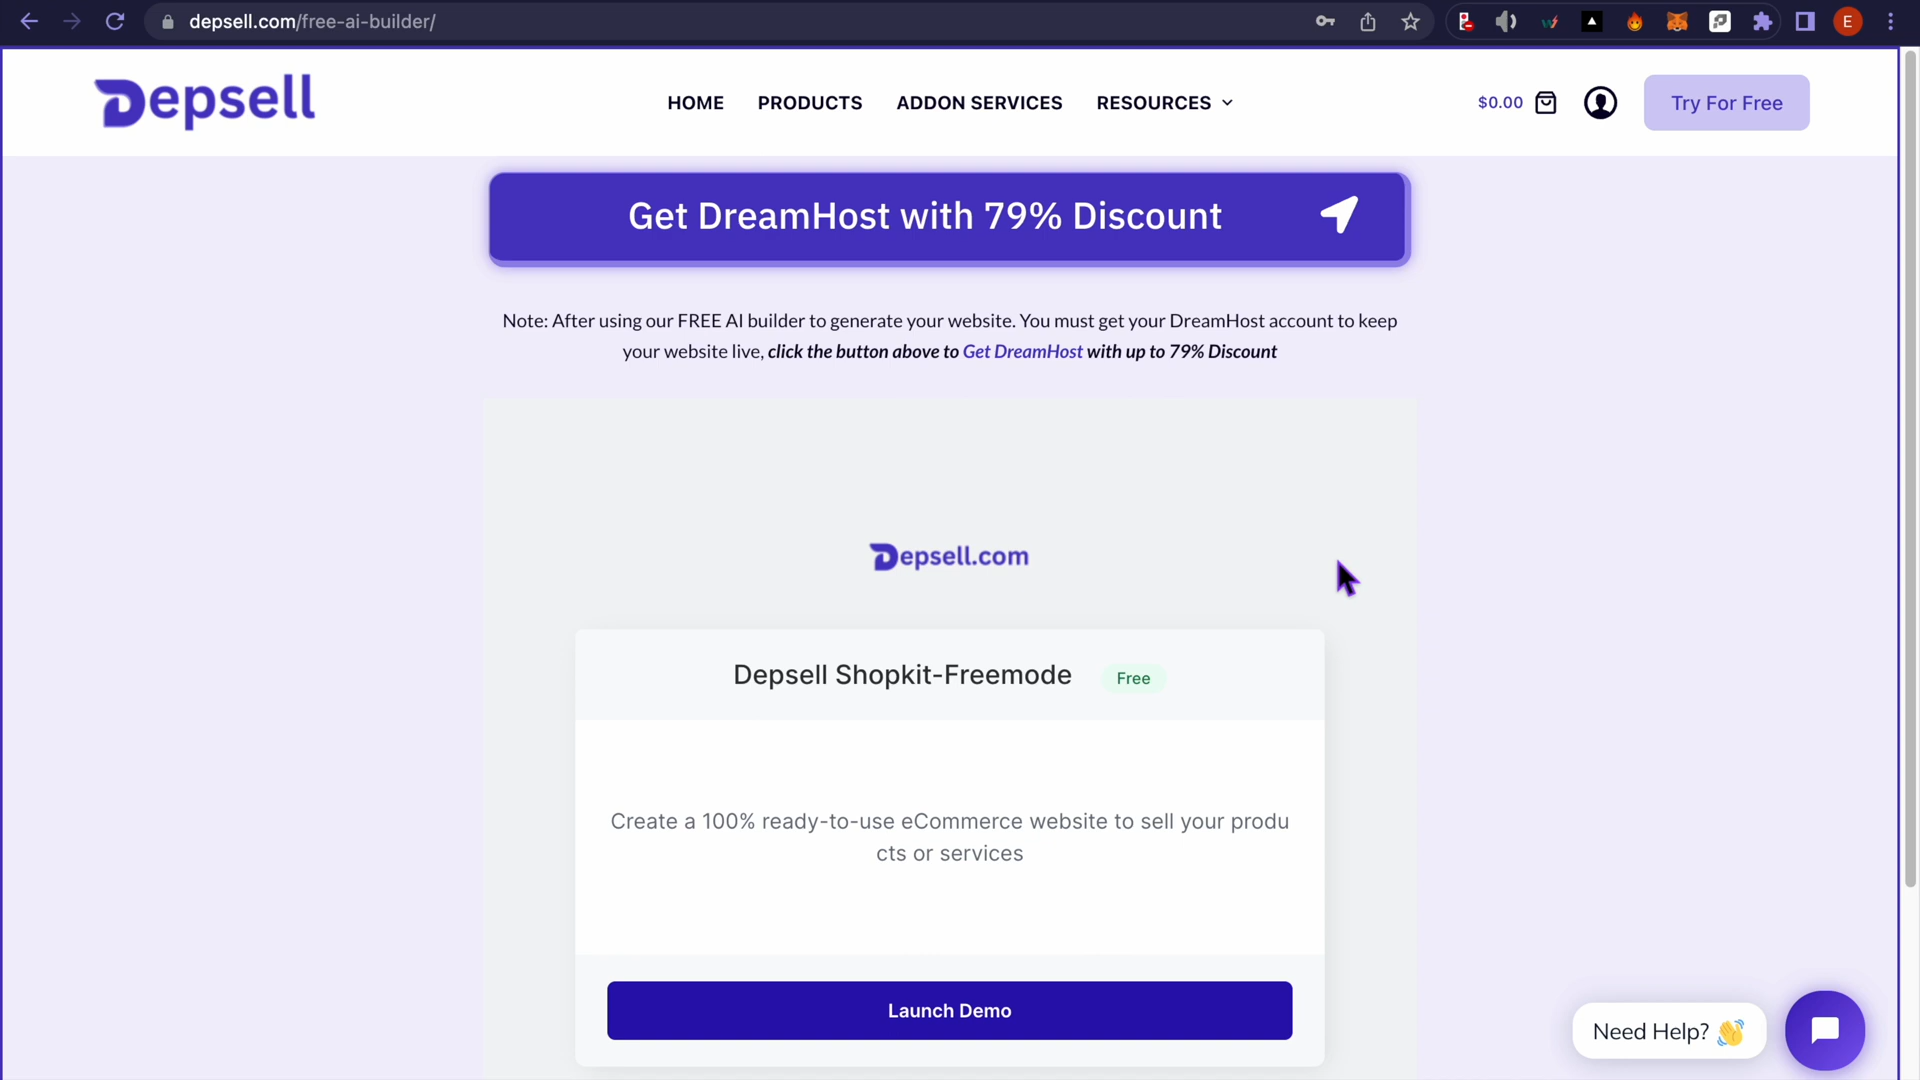 depsell.com/free-ai-builder/
E
Depsell
HOME PRODUCTS ADDON SERVICES RESOURCES
$0.00
Try For Free
Get DreamHost with 79% Discount
Note: After using our FREE AI builder to generate your website. You must get your DreamHost account to keep
your website live, click the button above to Get DreamHost with up to 79% Discount
Depsell.com
Depsell Shopkit-Freemode Free
Create a 100% ready-to-use eCommerce website to sell your produ
cts or services
Launch Demo
Need Help? 👋